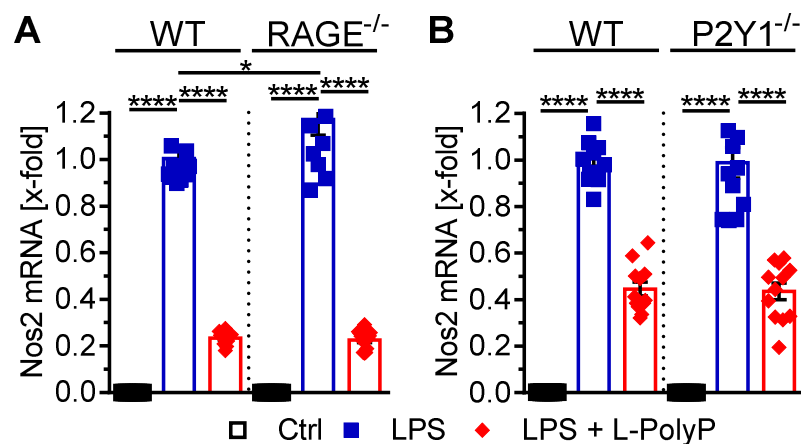 A
WT RAGE-/-
*
**** **** **** ****
Nos2 mRNA [x-fold]
1.2
1.0
0.8
0.6
0.4
0.2
0.0
B
WT P2Y1-/-
**** **** **** ****
Nos2 mRNA [x-fold]
1.2
1.0
0.8
0.6
0.4
0.2
0.0
Ctrl LPS LPS + L-PolyP